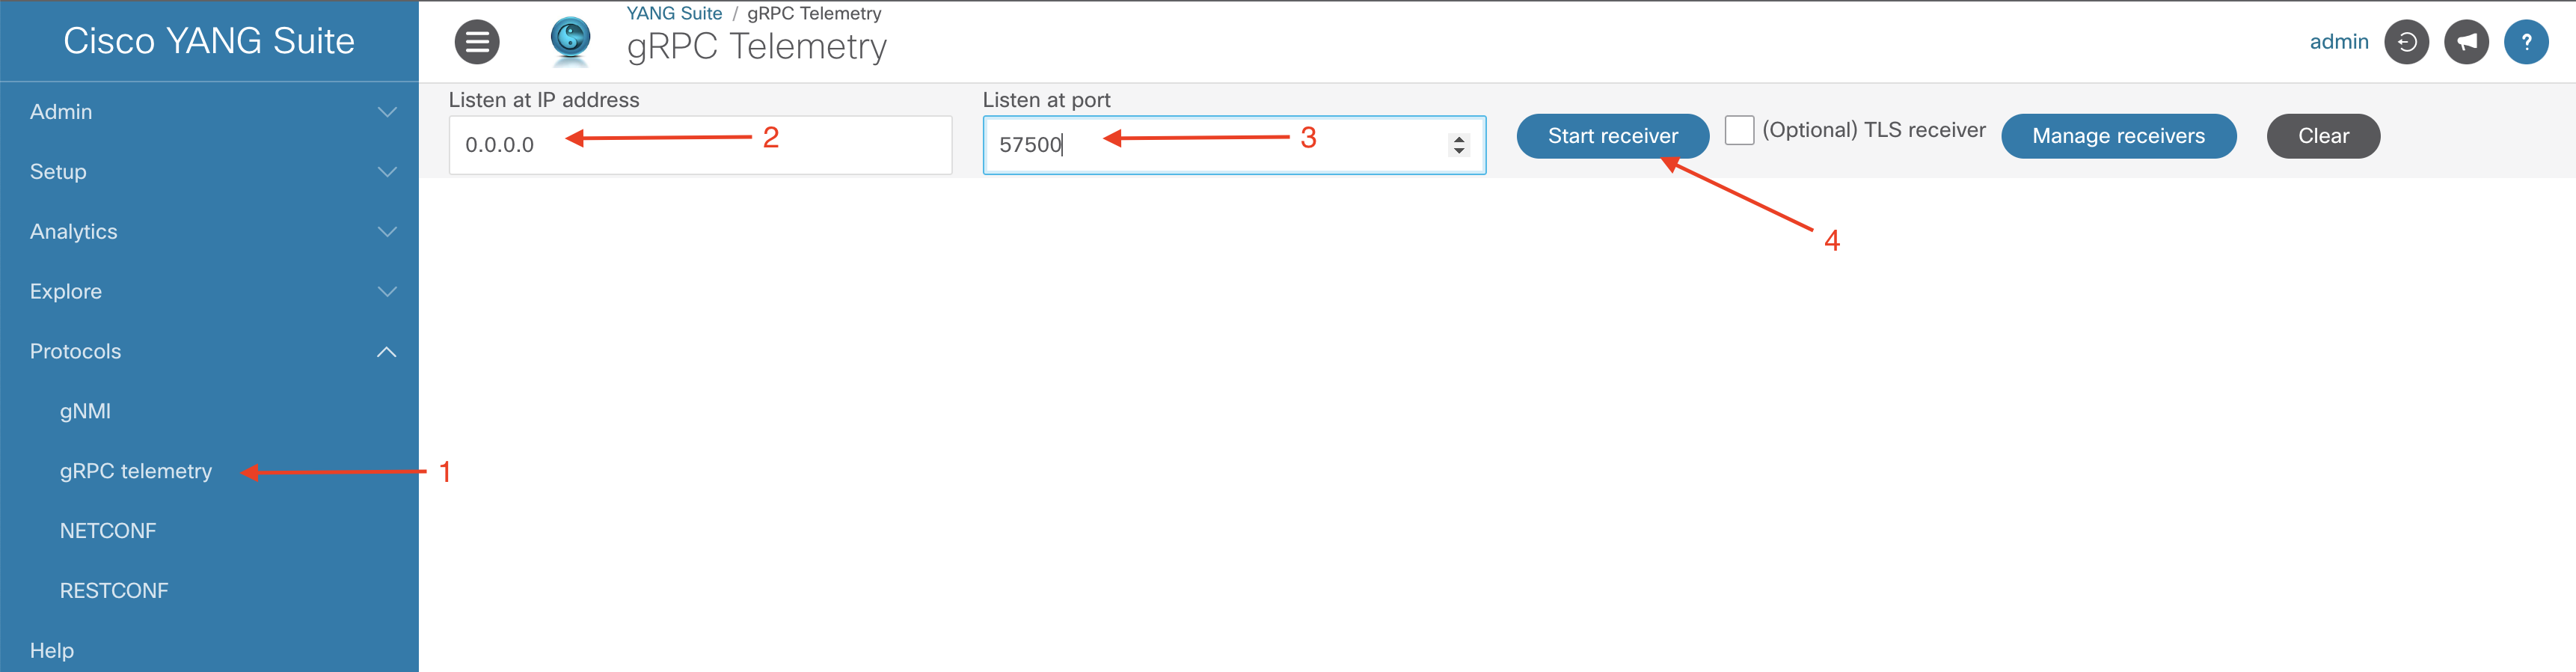 Cisco YANG Suite
Admin
Setup
Analytics
Explore
Protocols
gNMI
gRPC telemetry
1
NETCONF
RESTCONF
Help
YANG Suite / gRPC Telemetry
gRPC Telemetry
admin
?
Listen at IP address
0.0.0.0
2
Listen at port
57500
3
Start receiver
(Optional) TLS receiver
Manage receivers
Clear
4